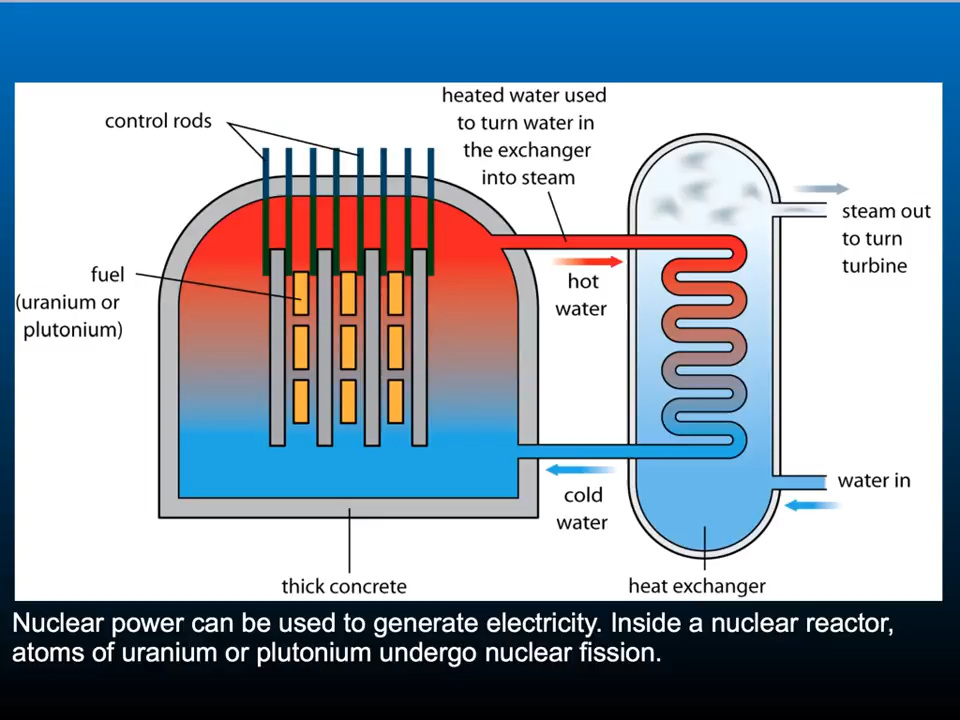 heated water used
to turn water in
the exchanger
into steam
control rods
steam out
to turn
turbine
fuel
(uranium or
plutonium)
hot
water
water in
cold
water
thick concrete
heat exchanger
Nuclear power can be used to generate electricity. Inside a nuclear reactor,
atoms of uranium or plutonium undergo nuclear fission.